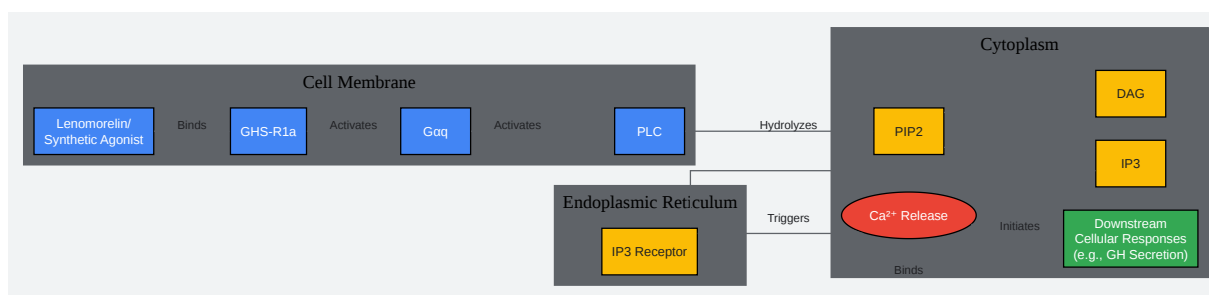 Cytoplasm
Cell Membrane
DAG
Lenomorelin/
Synthetic Agonist
Binds
GHS-R1a
Activates
Gαq
Activates
PLC
Hydrolyzes
PIP2
IP3
Endoplasmic Reticulum
IP3 Receptor
Triggers
Ca²⁺ Release
Initiates
Downstream
Cellular Responses
(e.g., GH Secretion)
Binds